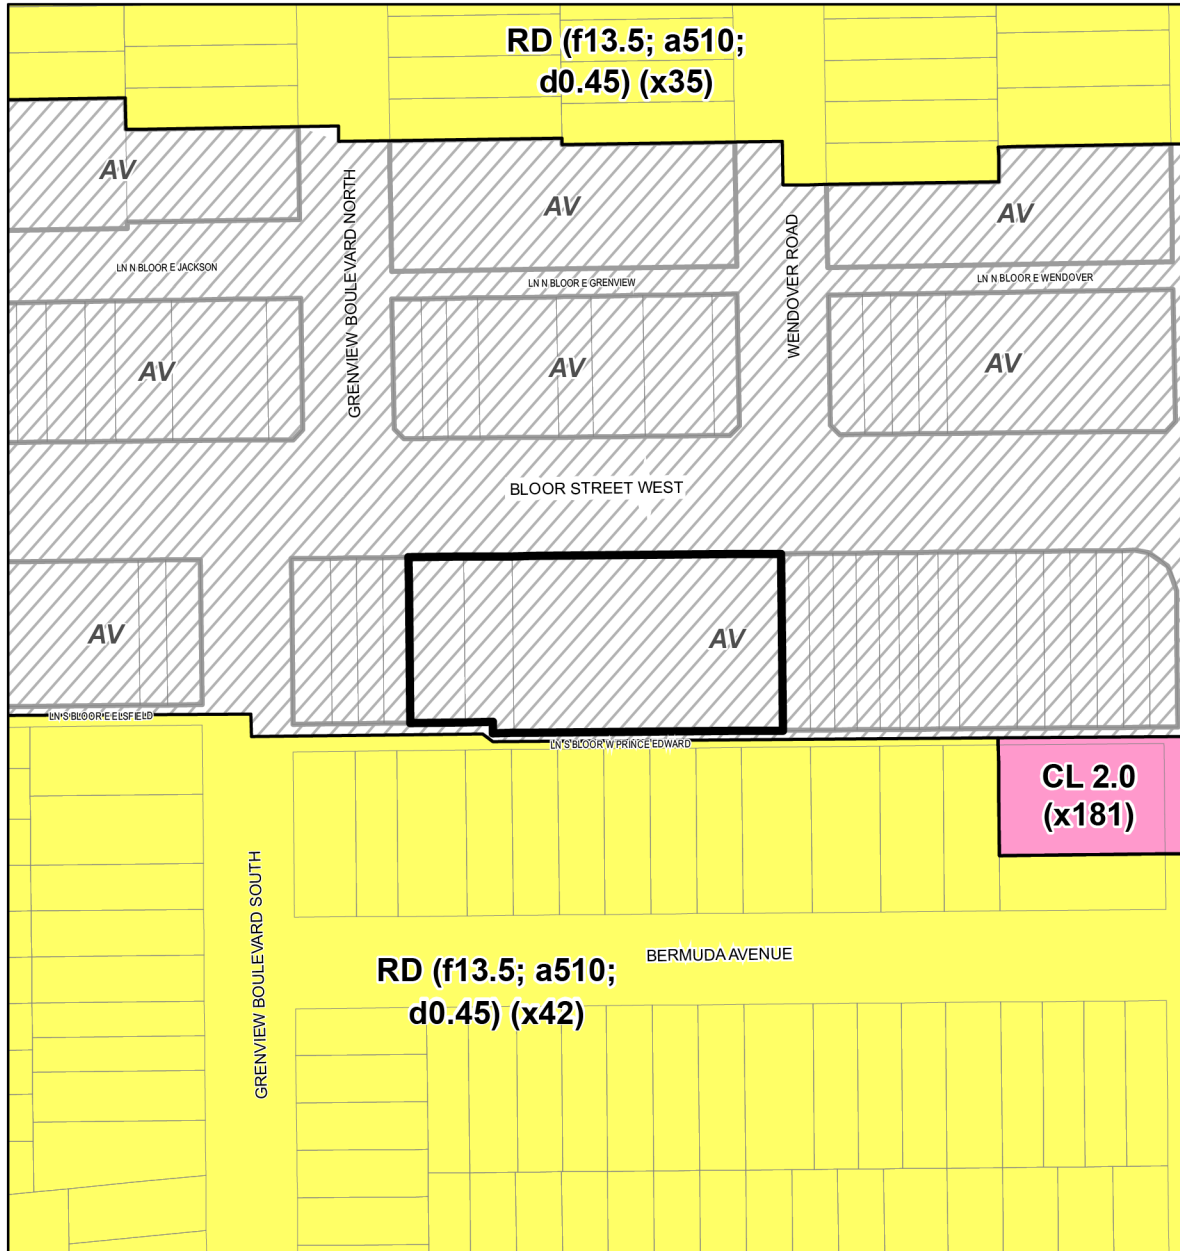 RD (f13.5; a510;
d0.45) (x35)
AV
AV
AV
GRENVIEW BOULEVARD NORTH
WENDOVER ROAD
LN N BLOOR E JACKSON
LN N BLOOR E GRENVIEW
LN N BLOOR E WENDOVER
AV
AV
AV
BLOOR STREET WEST
AV
AV
LN S BLOOR E ELSFIELD
LN S BLOOR W PRINCE EDWARD
CL 2.0
(x181)
GRENVIEW BOULEVARD SOUTH
BERMUDA AVENUE
RD (f13.5; a510;
d0.45) (x42)